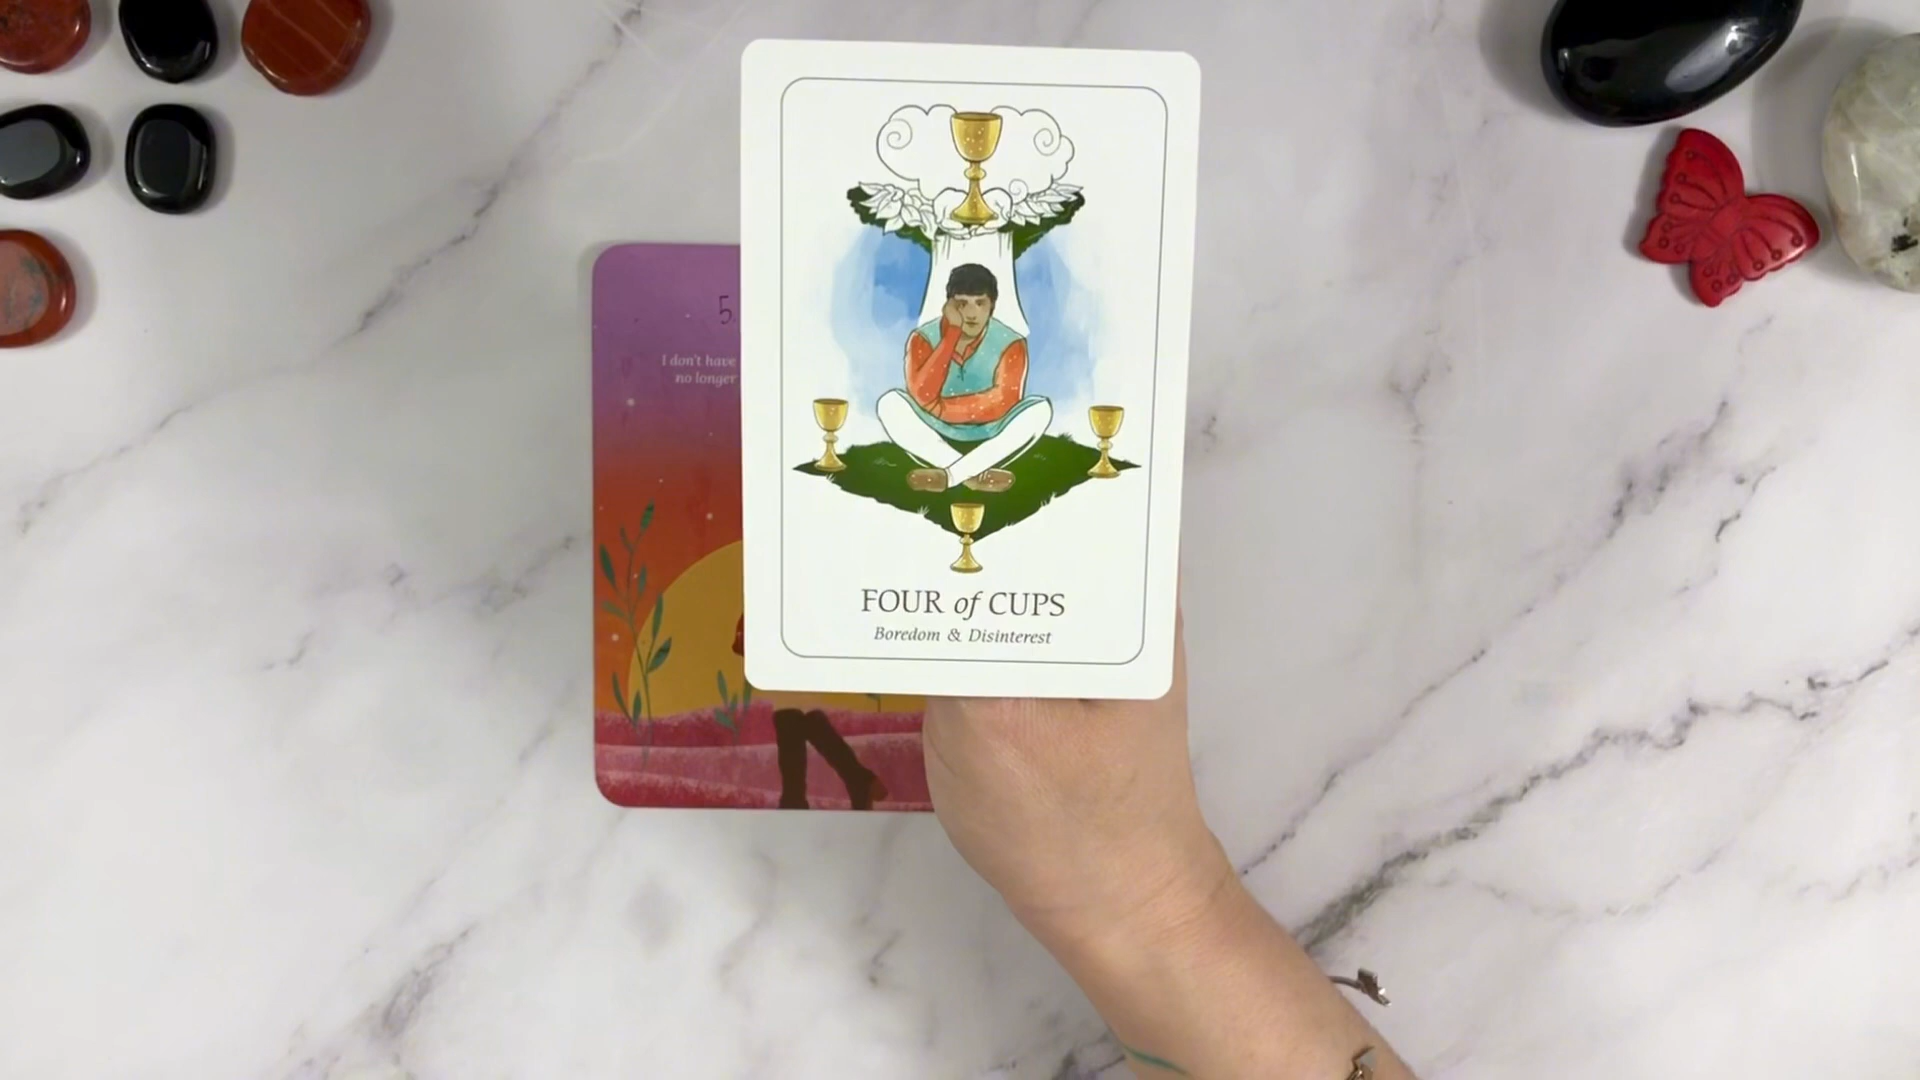 5.
I don't have
no longer
FOUR of CUPS
Boredom & Disinterest